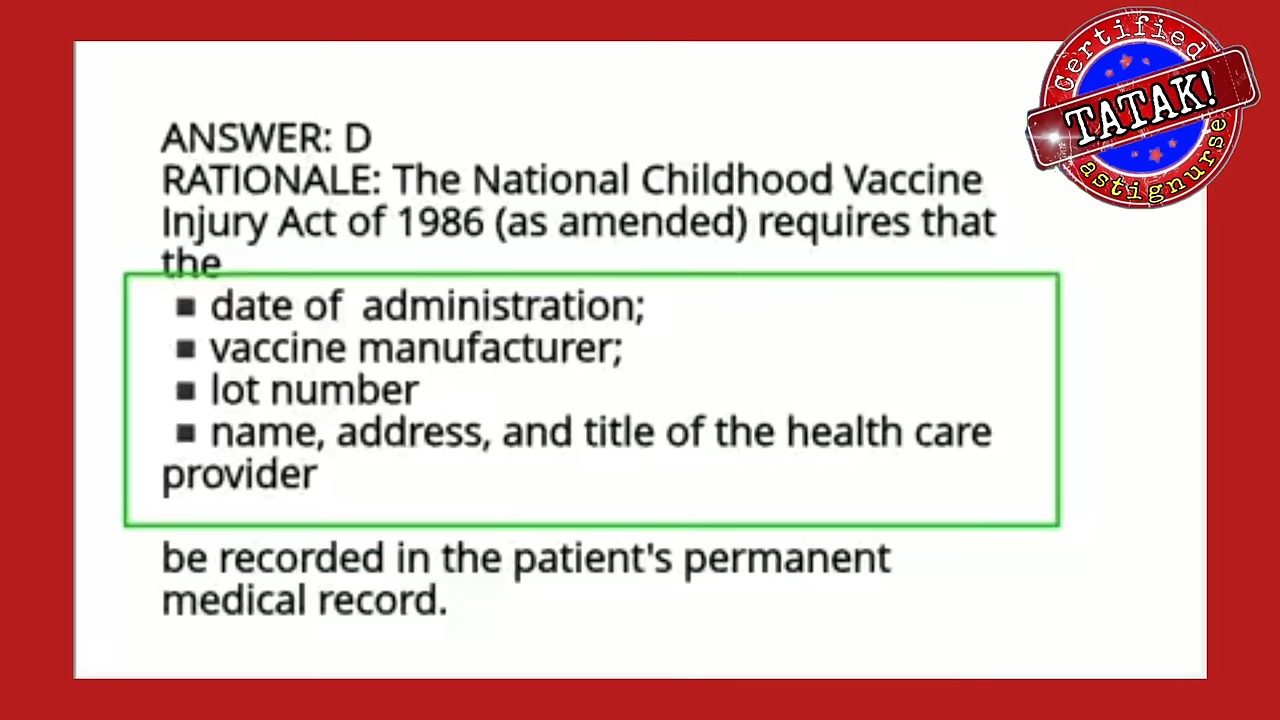 Certified
TATAK!
astignurse
ANSWER: D
RATIONALE: The National Childhood Vaccine
Injury Act of 1986 (as amended) requires that
the
▪ date of  administration;
▪ vaccine manufacturer;
▪ lot number
▪ name, address, and title of the health care
provider
be recorded in the patient's permanent
medical record.